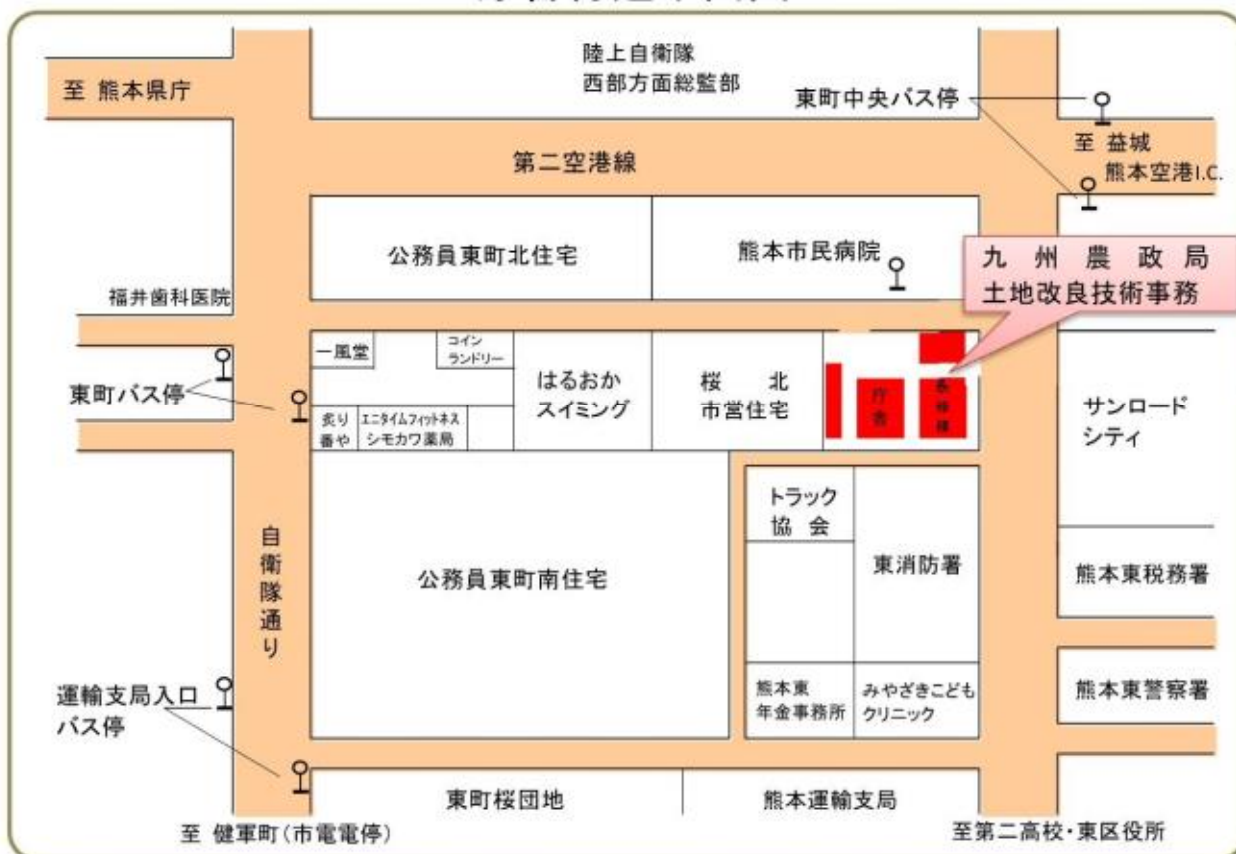 陸上自衛隊
西部方面総監部
至 熊本県庁
東町中央バス停
第二空港線
至 益城
熊本空港I.C.
公務員東町北住宅
熊本市民病院
九州農政局
土地改良技術事務
福井歯科医院
一風堂
コイン
ランドリー
はるおか
スイミング
桜北
市営住宅
庁舎
サンロード
シティ
東町バス停
炙り
番や
エニタイムフィットネス
シモカワ薬局
トラック
協会
東消防署
自衛隊通り
公務員東町南住宅
熊本東税務署
運輸支局入口
バス停
熊本東
年金事務所
みやざきこども
クリニック
熊本東警察署
東町桜団地
熊本運輸支局
至 健軍町(市電電停)
至第二高校・東区役所